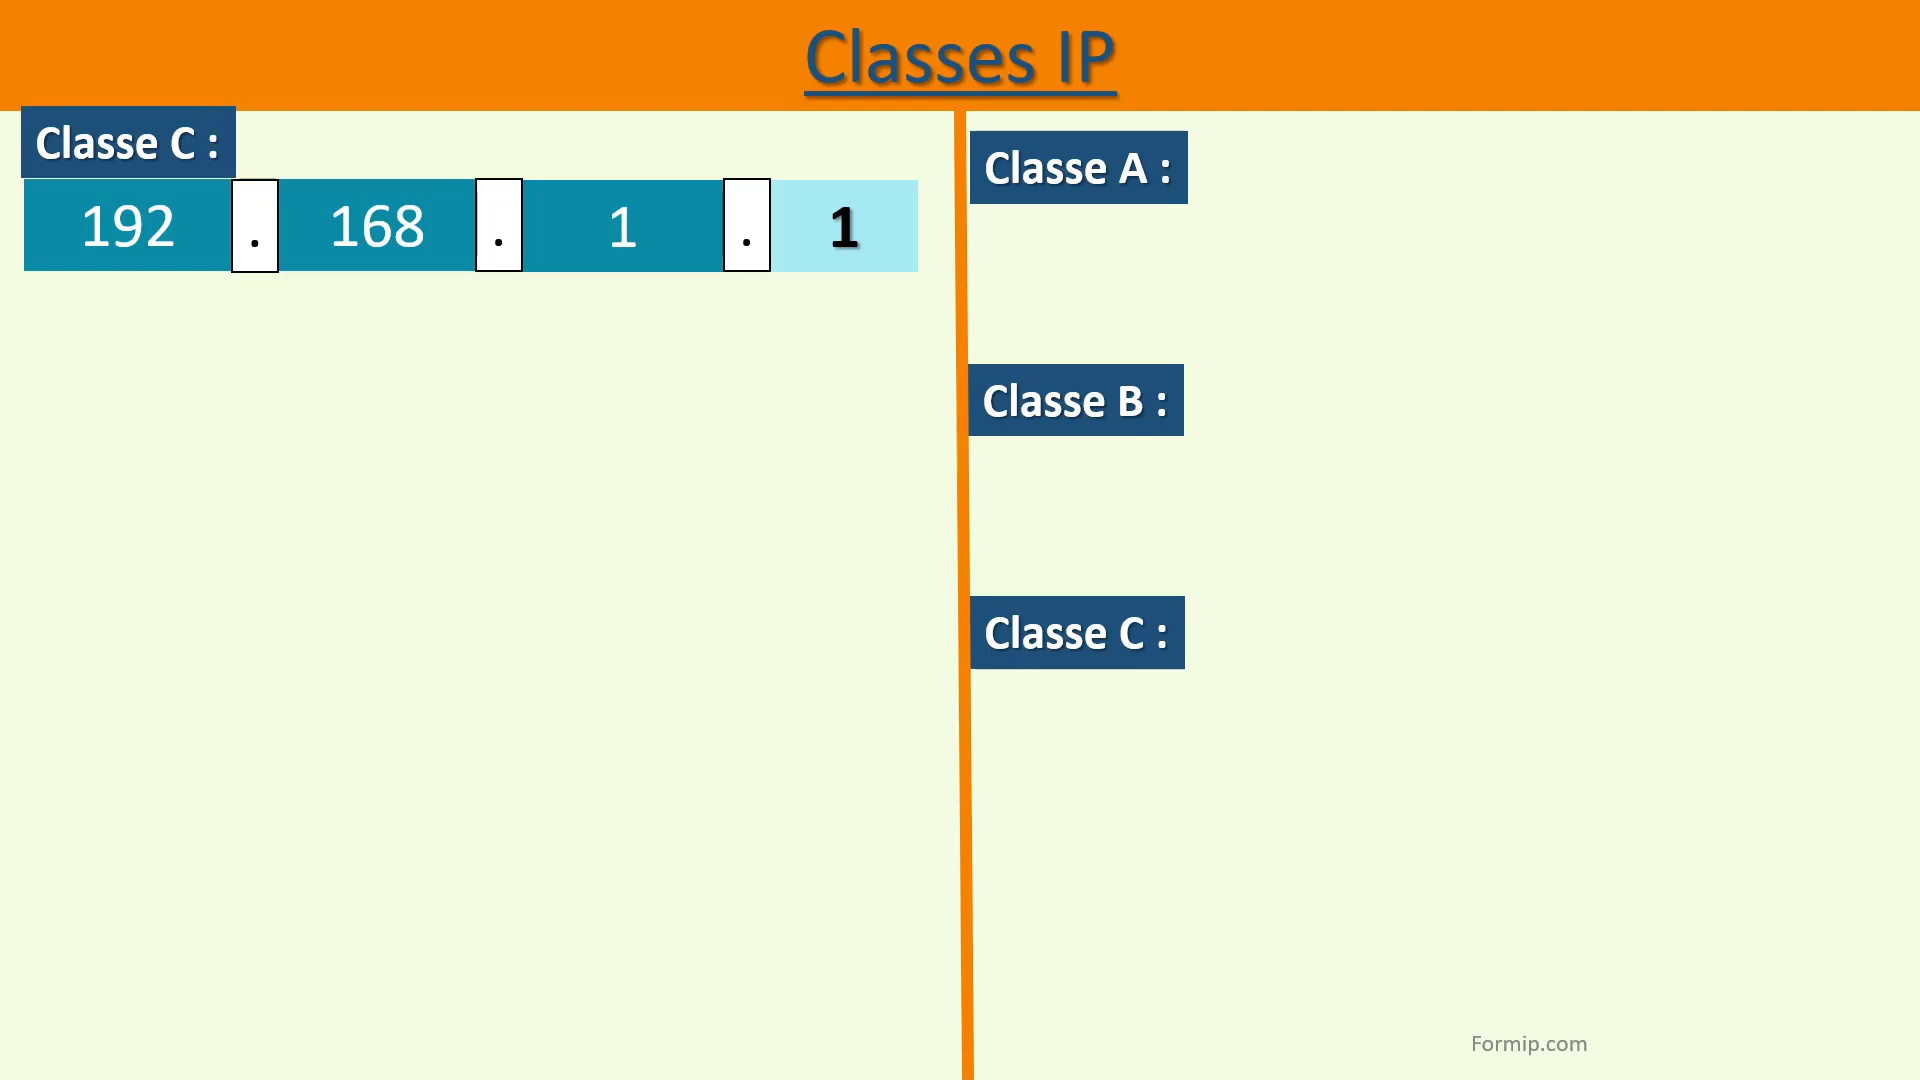 Classes IP
Classe C :
192 . 168 . 1 . 1
Classe A :
Classe B :
Classe C :
Formip.com